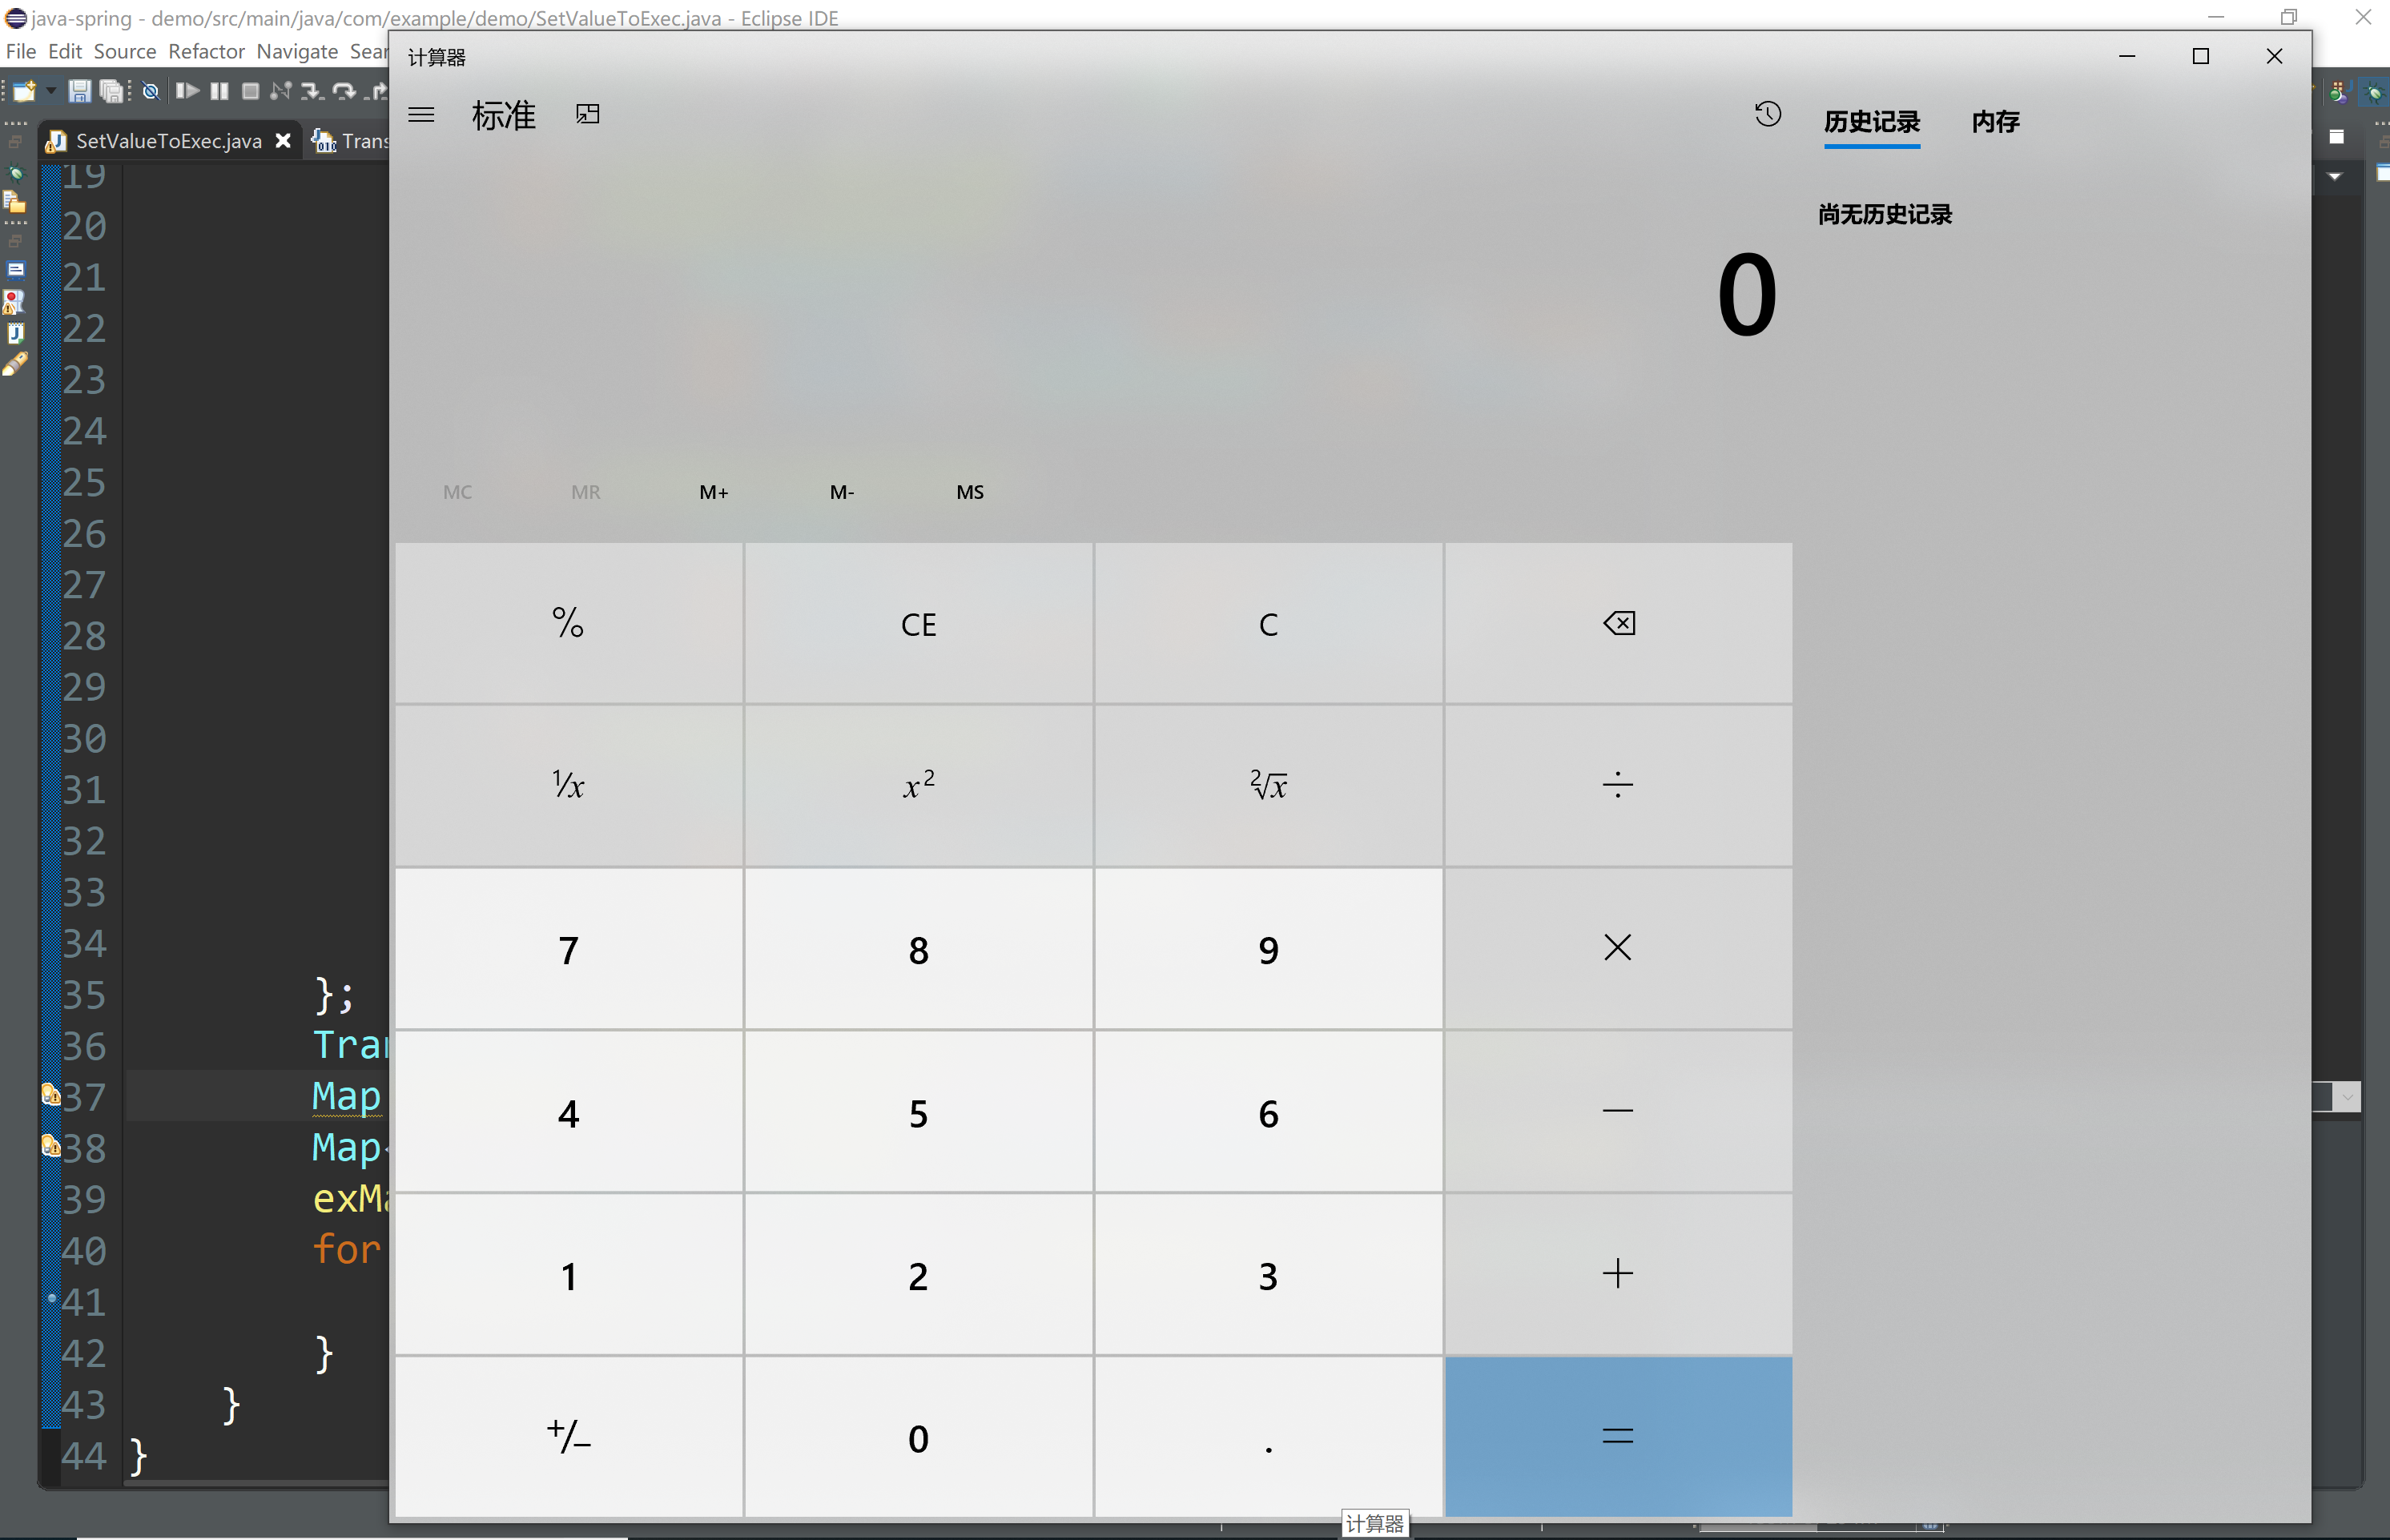 java-spring - demo/src/main/java/com/example/demo/SetValueToExec.java - Eclipse IDE
File Edit Source Refactor Navigate Sear
计算器
标准
历史记录 内存
SetValueToExec.java Trans
尚无历史记录
0
MC MR M+ M- MS
% CE C
¹/x x² ²√x ÷
7 8 9 ×
4 5 6 −
1 2 3 +
+/− 0 . =
计算器
19
20
21
22
23
24
25
26
27
28
29
30
31
32
33
34
35 };
36 Tran
37 Map
38 Map<
39 exMa
40 for
41
42 }
43 }
44 }